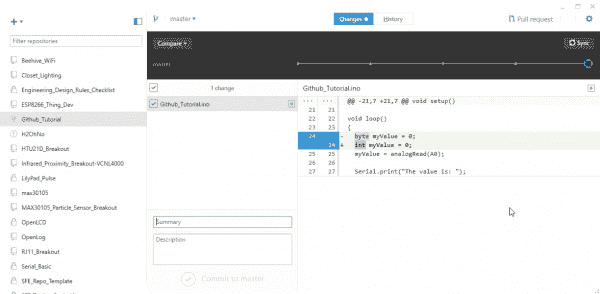 master
Changes
History
Pull request
Filter repositories
Compare
Sync
master
Beehive_WiFi
Closet_Lighting
Engineering_Design_Rules_Checklist
ESP8266_Thing_Dev
Github_Tutorial
H2OhNo
HTU21D_Breakout
Infrared_Proximity_Breakout-VCNL4000
LilyPad_Pulse
max30105
MAX30105_Particle_Sensor_Breakout
OpenLCD
OpenLog
RJ11_Breakout
Serial_Basic
SFE_Repo_Template
1 change
Github_Tutorial.ino
Summary
Description
Commit to master
Github_Tutorial.ino
... ... @@ -21,7 +21,7 @@ void setup()
21 21
22 22 void loop()
23 23 {
24 - byte myValue = 0;
24 + int myValue = 0;
25 25 myValue = analogRead(A0);
26 26
27 27 Serial.print("The value is: ");